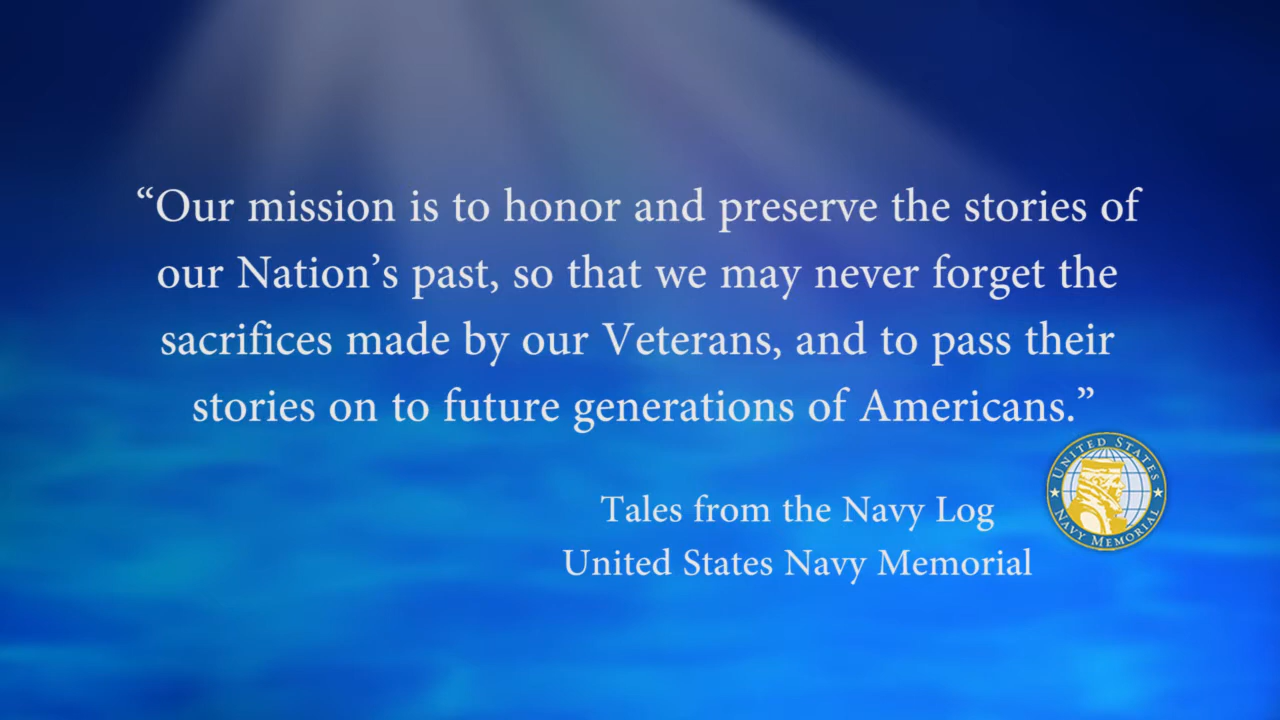 “Our mission is to honor and preserve the stories of
our Nation’s past, so that we may never forget the
sacrifices made by our Veterans, and to pass their
stories on to future generations of Americans.”
UNITED STATES
NAVY MEMORIAL
Tales from the Navy Log
United States Navy Memorial